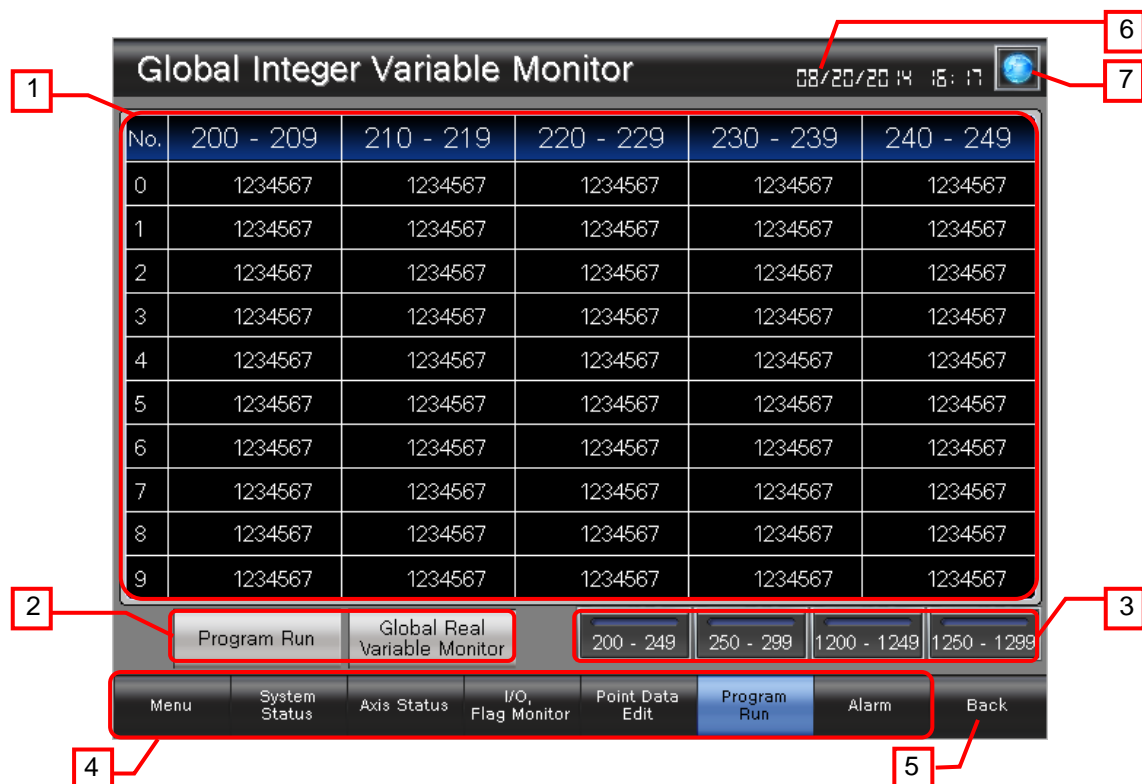 6
Global Integer Variable Monitor 08/20/2014 16:17
7
1
No. 200 - 209 210 - 219 220 - 229 230 - 239 240 - 249
0 1234567 1234567 1234567 1234567 1234567
1 1234567 1234567 1234567 1234567 1234567
2 1234567 1234567 1234567 1234567 1234567
3 1234567 1234567 1234567 1234567 1234567
4 1234567 1234567 1234567 1234567 1234567
5 1234567 1234567 1234567 1234567 1234567
6 1234567 1234567 1234567 1234567 1234567
7 1234567 1234567 1234567 1234567 1234567
8 1234567 1234567 1234567 1234567 1234567
9 1234567 1234567 1234567 1234567 1234567
2
3
Program Run
Global Real
Variable Monitor
200 - 249 250 - 299 1200 - 1249 1250 - 1299
Menu
System
Status
Axis Status
I/O,
Flag Monitor
Point Data
Edit
Program
Run
Alarm
Back
4
5